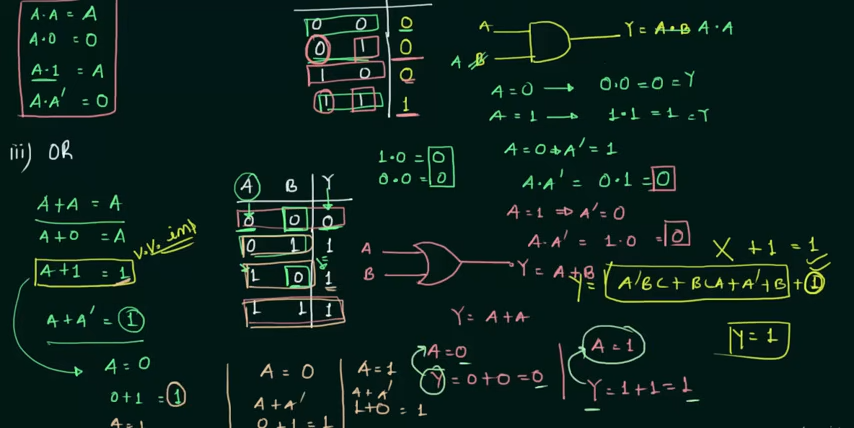 A·A = A
A·0 = 0
A·1 = A
A·A' = 0
0 0 0
0 1 0
1 0 0
1 1 1
A
A B
Y = A·B A·A
A=0 → 0·0 = 0 = Y
A = 1 → 1·1 = 1 = Y
iii) OR
A+A = A
A+0 = A
A+1 = 1
v.v. imp
A+A' = 1
A = 0
0+1 = 1
A=1
A B Y
0 0 0
0 1 1
1 0 1
1 1 1
1·0 = 0
0·0 = 0
A=0 → A' = 1
A·A' = 0·1 = 0
A=1 ⇒ A'=0
A·A' = 1·0 = 0
A
B
Y = A+B
X + 1 = 1
Y = A'BC + BCA + A' + B + 1
Y = 1
Y = A+A
A=0
Y = 0+0 = 0
A=1
Y = 1+1 = 1
A = 0
A+A'
0+1 = 1
A=1
A+A'
1+0 = 1